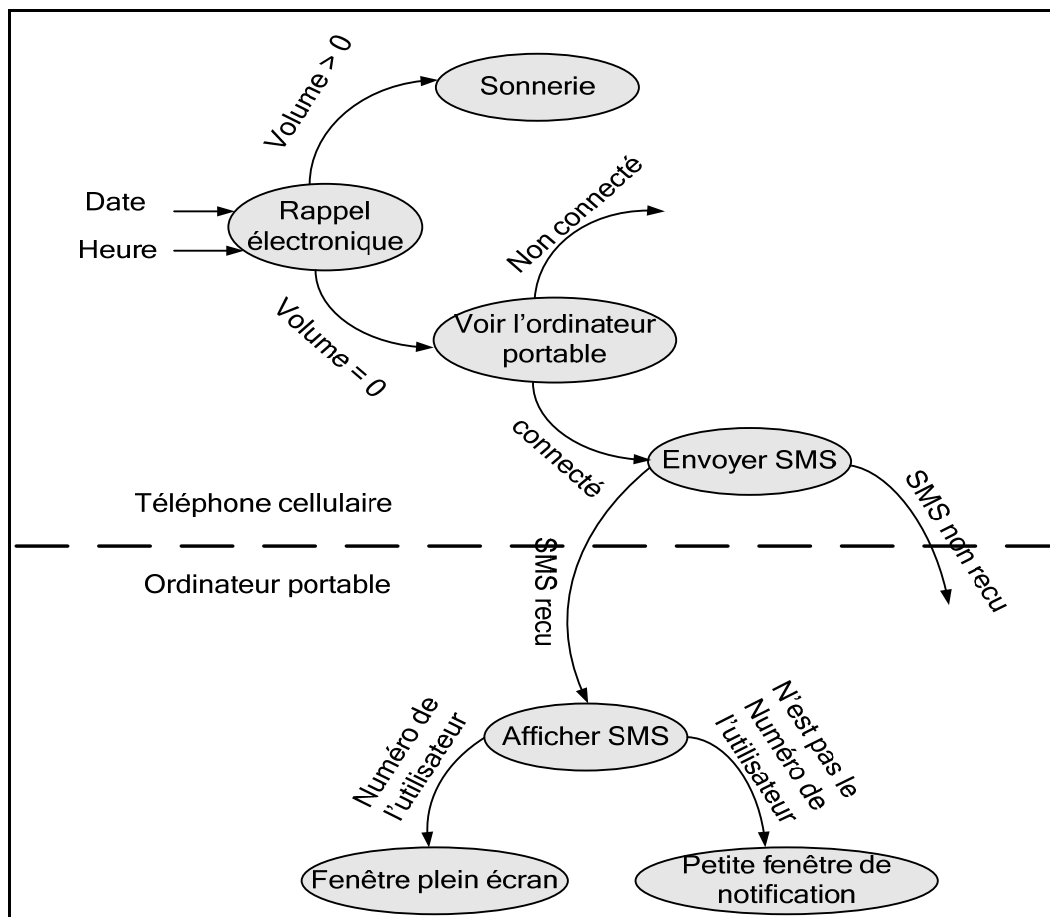 Volume > 0
Sonnerie
Date
Heure
Rappel
électronique
Non connecté
Volume = 0
Voir l'ordinateur
portable
connecté
Envoyer SMS
Téléphone cellulaire
SMS non recu
Ordinateur portable
SMS recu
Numéro de
l'utilisateur
Afficher SMS
N'est pas le
Numéro de
l'utilisateur
Fenêtre plein écran
Petite fenêtre de
notification